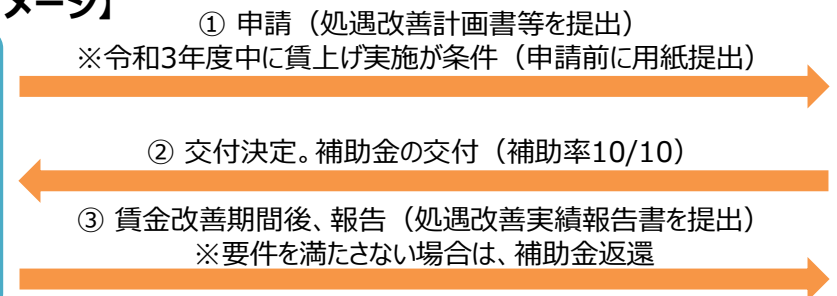 メージ】
① 申請（処遇改善計画書等を提出）
※令和3年度中に賃上げ実施が条件（申請前に用紙提出）
② 交付決定。補助金の交付（補助率10/10）
③ 賃金改善期間後、報告（処遇改善実績報告書を提出）
※要件を満たさない場合は、補助金返還